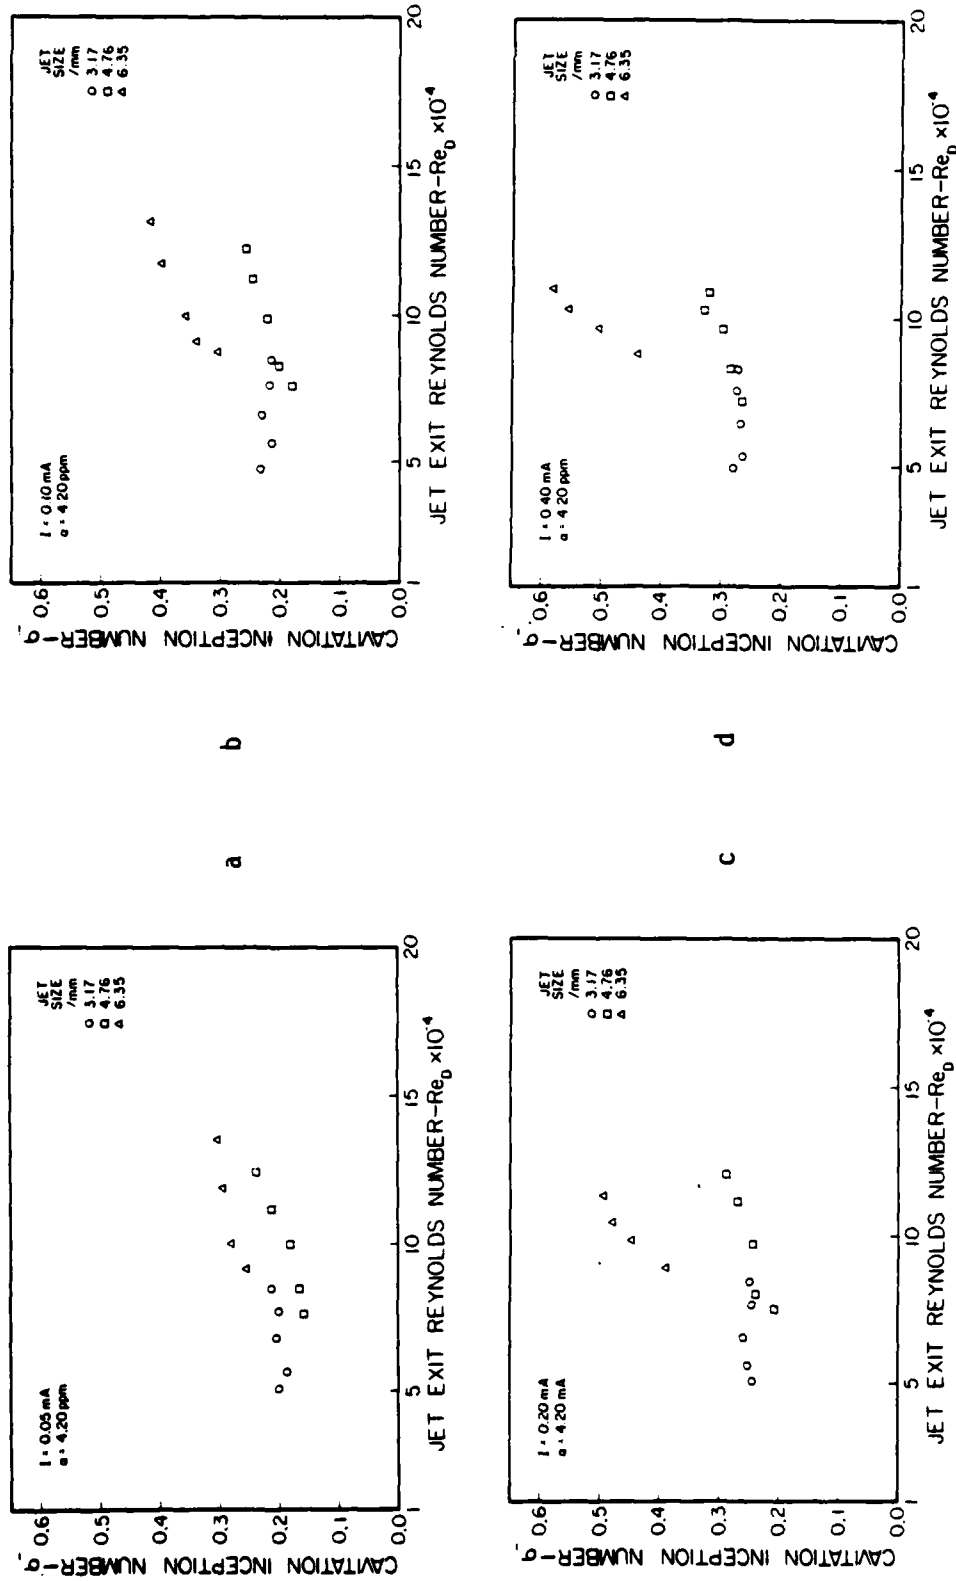 CAVITATION INCEPTION NUMBER-σi
0.6
0.5
0.4
0.3
0.2
0.1
0.0
I = 0.05 mA
a = 4.20 ppm
JET
SIZE
/mm
○ 3.17
□ 4.76
△ 6.35
1 5 10 15 20
JET EXIT REYNOLDS NUMBER-ReD ×10-4
a
CAVITATION INCEPTION NUMBER-σi
0.6
0.5
0.4
0.3
0.2
0.1
0.0
I = 0.10 mA
a = 4.20 ppm
JET
SIZE
/mm
○ 3.17
□ 4.76
△ 6.35
1 5 10 15 20
JET EXIT REYNOLDS NUMBER-ReD ×10-4
b
CAVITATION INCEPTION NUMBER-σi
0.6
0.5
0.4
0.3
0.2
0.1
0.0
I = 0.20 mA
a = 4.20 mA
JET
SIZE
/mm
○ 3.17
□ 4.76
△ 6.35
1 5 10 15 20
JET EXIT REYNOLDS NUMBER-ReD ×10-4
c
CAVITATION INCEPTION NUMBER-σi
0.6
0.5
0.4
0.3
0.2
0.1
0.0
I = 0.40 mA
a = 4.20 ppm
JET
SIZE
/mm
○ 3.17
□ 4.76
△ 6.35
1 5 10 15 20
JET EXIT REYNOLDS NUMBER-ReD ×10-4
d